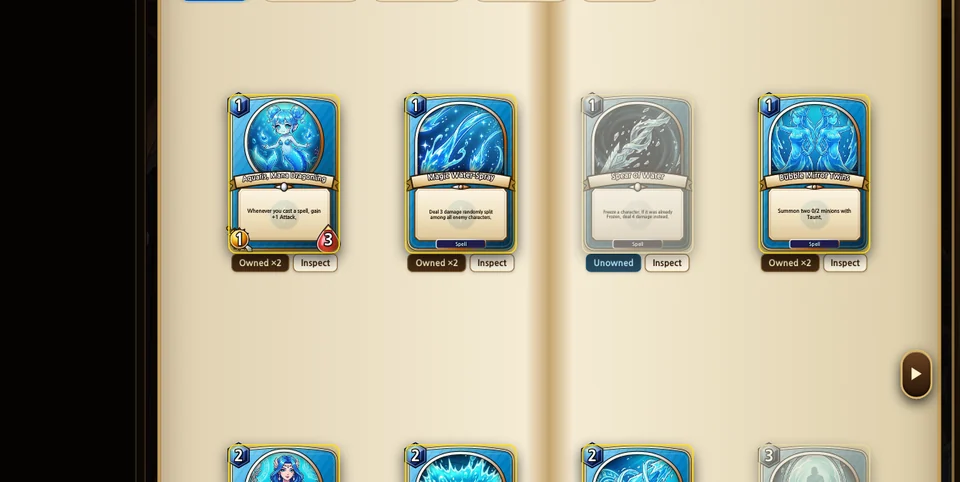 1
Aqualis, Mana Dragonling
Whenever you cast a spell, gain
+1 Attack.
1
3
Owned ×2
Inspect
1
Magic Water-Spray
Deal 3 damage randomly split
among all enemy characters.
Spell
Owned ×2
Inspect
1
Spear of Water
Freeze a character. If it was already
Frozen, deal 4 damage instead.
Spell
Unowned
Inspect
1
Bubble Mirror Twins
Summon two 0/2 minions with
Taunt.
Spell
Owned ×2
Inspect
2
2
2
3